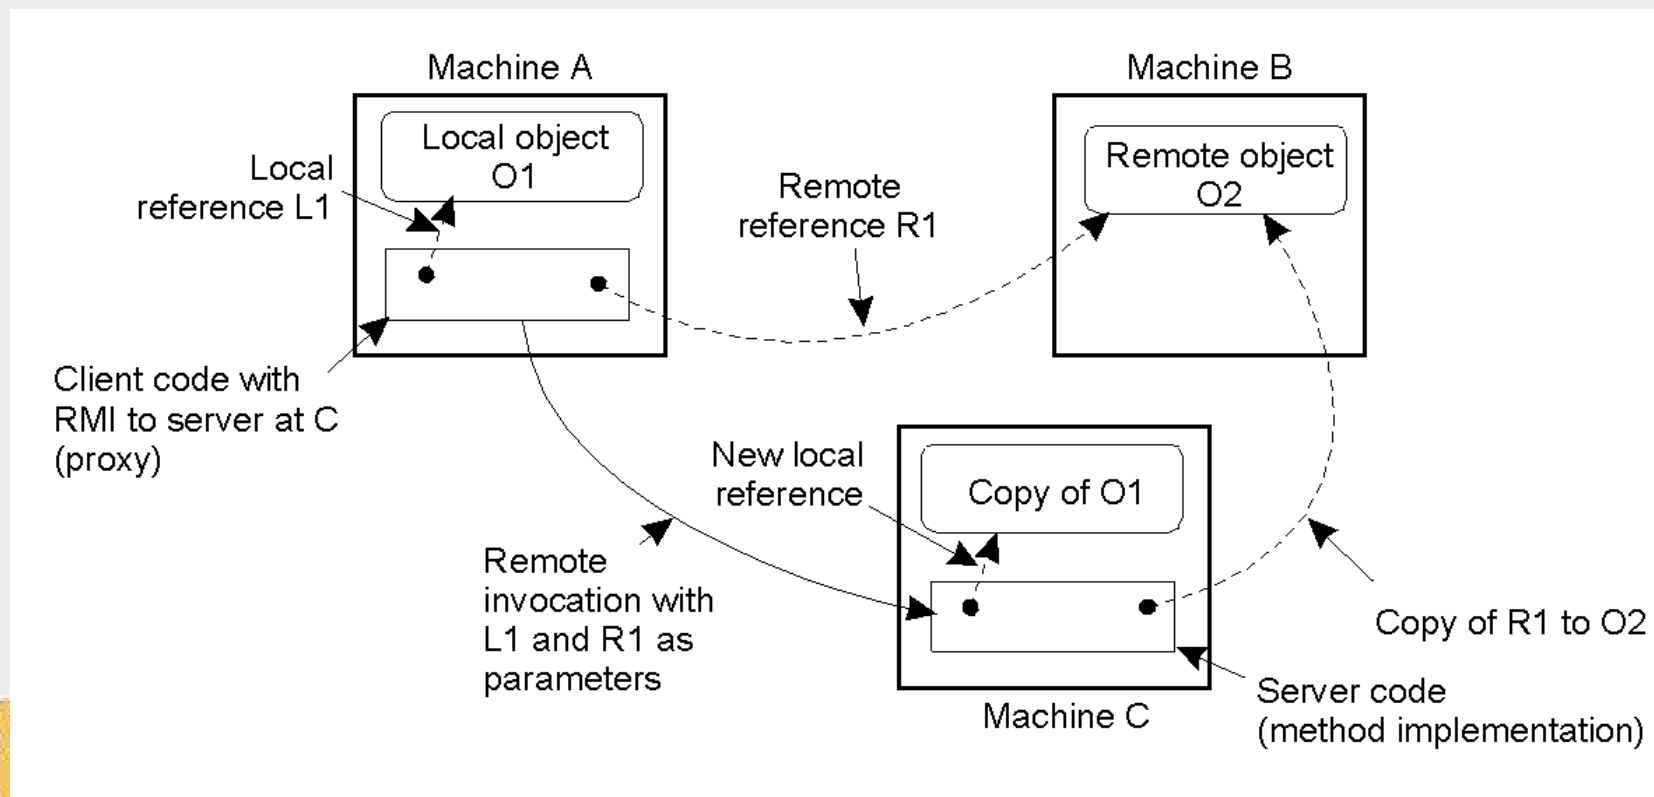 Machine A
Machine B
Local object
O1
Remote object
O2
Local
reference L1
Remote
reference R1
Client code with
RMI to server at C
(proxy)
New local
reference
Copy of O1
Remote
invocation with
L1 and R1 as
parameters
Copy of R1 to O2
Server code
(method implementation)
Machine C